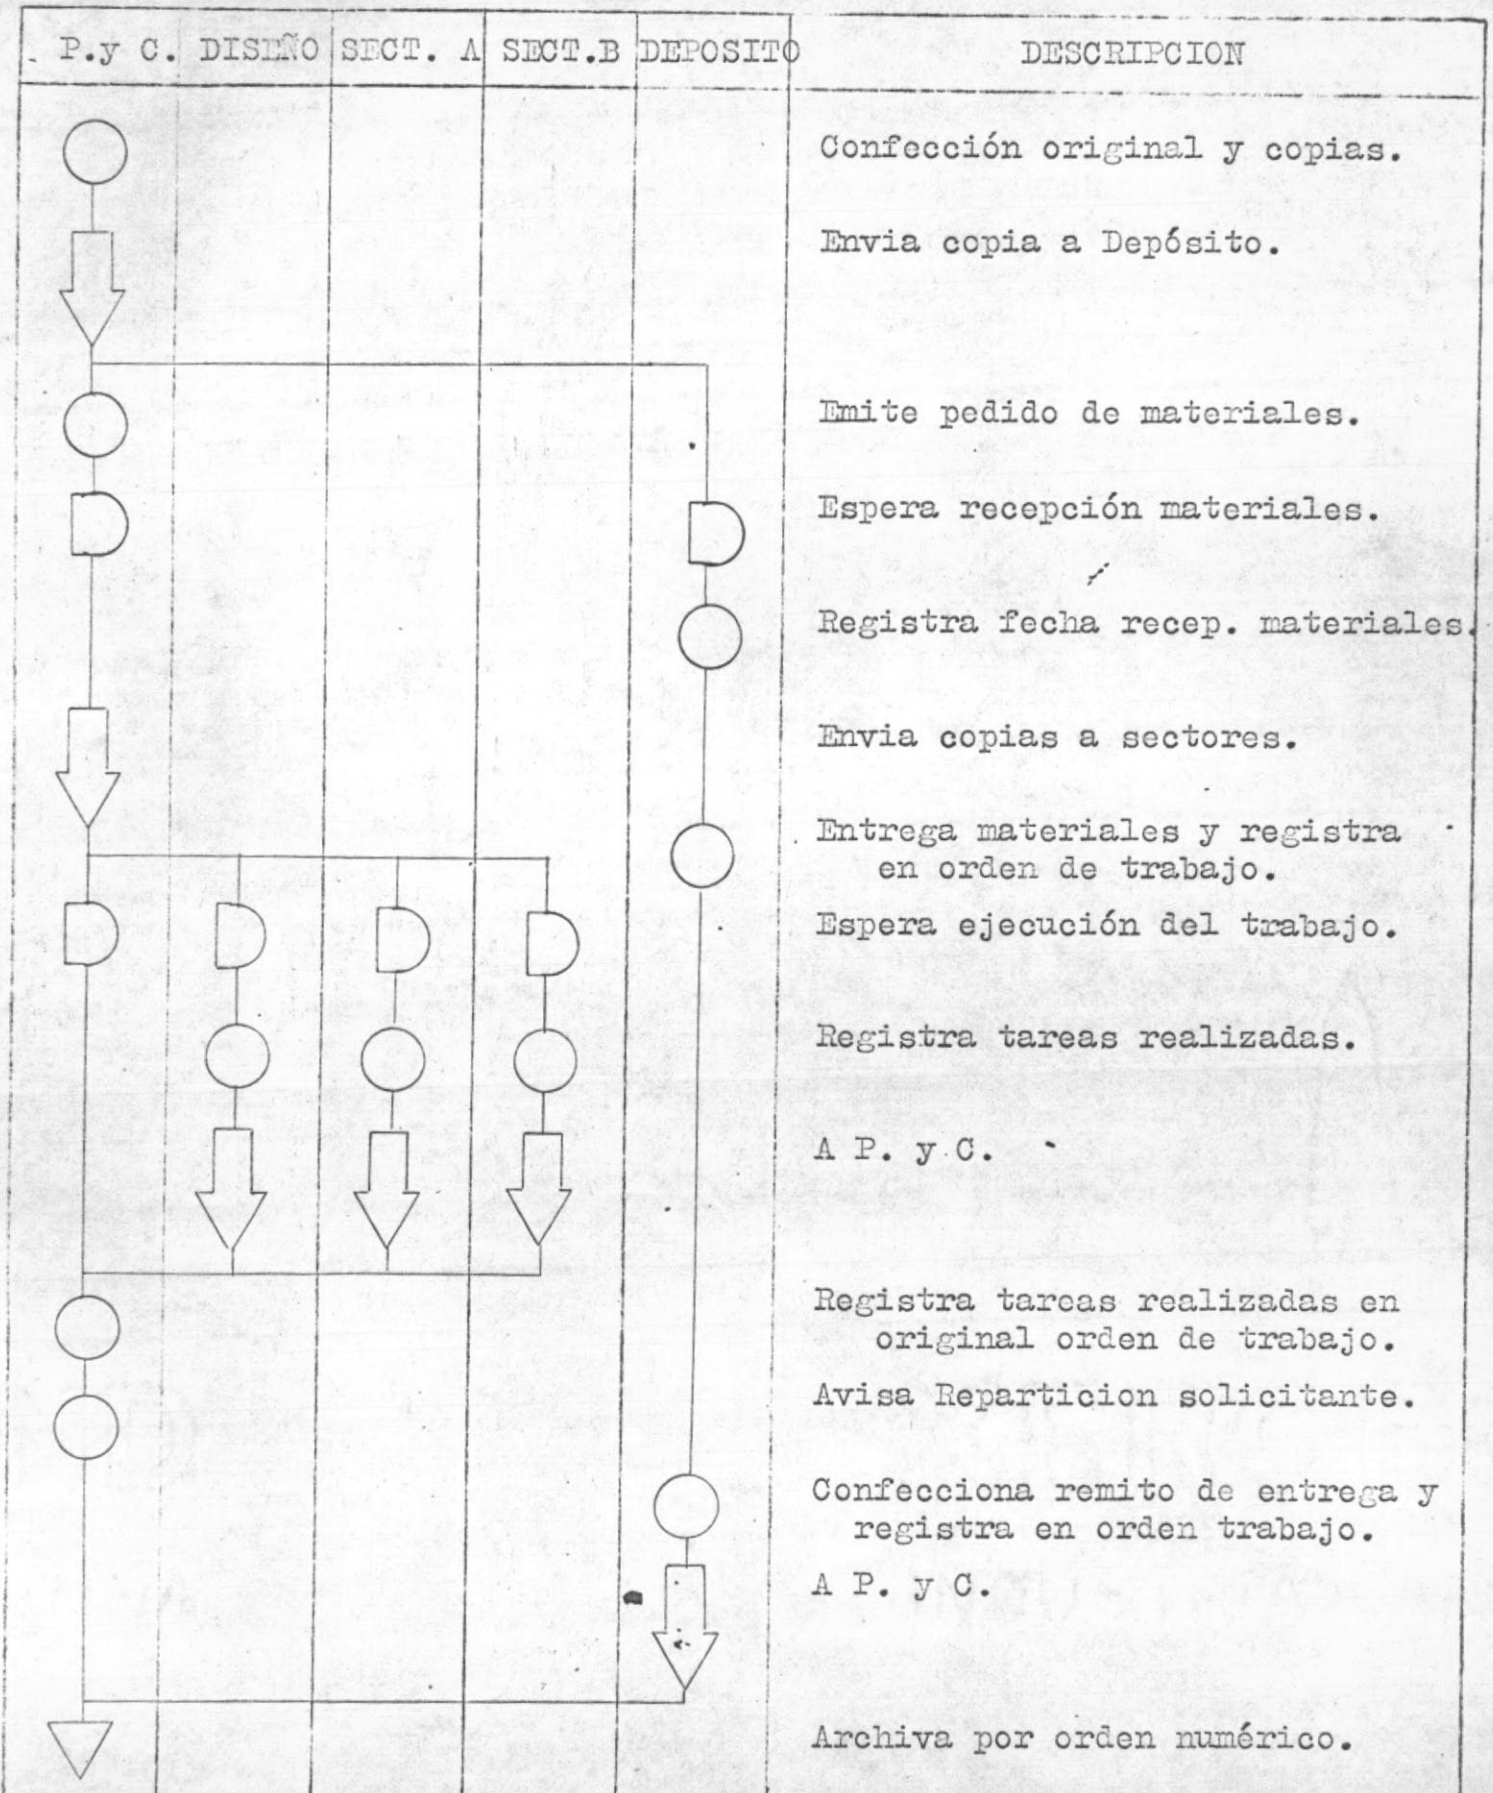 P.y C. DISEÑO SECT. A SECT.B DEPOSITO DESCRIPCION
Confección original y copias.
Envia copia a Depósito.
Emite pedido de materiales.
Espera recepción materiales.
Registra fecha recep. materiales.
Envia copias a sectores.
Entrega materiales y registra
en orden de trabajo.
Espera ejecución del trabajo.
Registra tareas realizadas.
A P. y C.
Registra tareas realizadas en
original orden de trabajo.
Avisa Reparticion solicitante.
Confecciona remito de entrega y
registra en orden trabajo.
A P. y C.
Archiva por orden numérico.